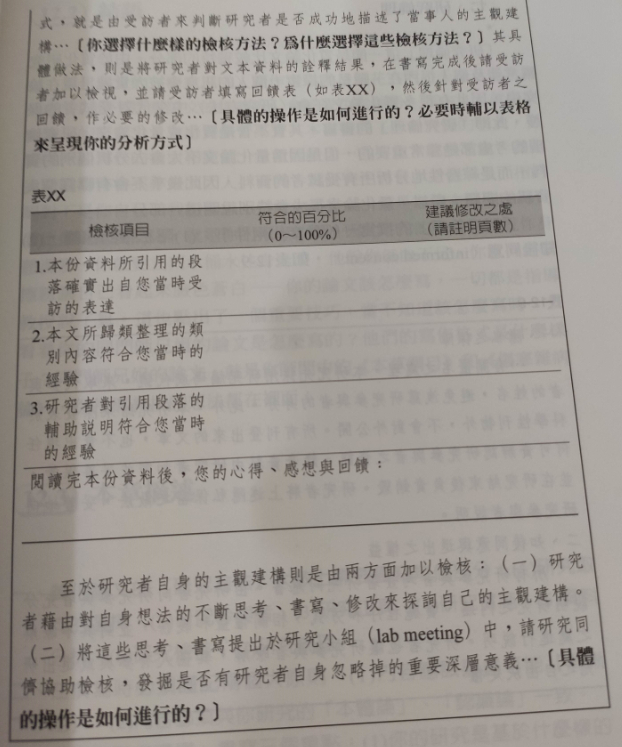 式，就是由受訪者來判斷研究者是否成功地描述了當事人的主觀建
構…〔你選擇什麼樣的檢核方法？為什麼選擇這些檢核方法？〕其具
體做法，則是將研究者對文本資料的詮釋結果，在書寫完成後請受訪
者加以檢視，並請受訪者填寫回饋表（如表XX），然後針對受訪者之
回饋，作必要的修改…〔具體的操作是如何進行的？必要時輔以表格
來呈現你的分析方式〕
表XX
檢核項目 符合的百分比 建議修改之處
（0～100%） （請註明頁數）
1.本份資料所引用的段
落確實出自您當時受
訪的表達
2.本文所歸類整理的類
別內容符合您當時的
經驗
3.研究者對引用段落的
輔助說明符合您當時
的經驗
閱讀完本份資料後，您的心得、感想與回饋：
至於研究者自身的主觀建構則是由兩方面加以檢核：（一）研究
者藉由對自身想法的不斷思考、書寫、修改來探詢自己的主觀建構。
（二）將這些思考、書寫提出於研究小組（lab meeting）中，請研究同
儕協助檢核，發掘是否有研究者自身忽略掉的重要深層意義…〔具體
的操作是如何進行的？〕